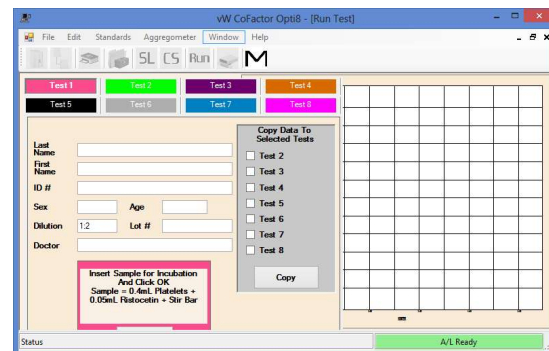 vW CoFactor Opti8 - [Run Test]
File Edit Standards Aggregometer Window Help
SL CS Run M
Test 1 Test 2 Test 3 Test 4
Test 5 Test 6 Test 7 Test 8
Last Name
First Name
ID #
Sex Age
Dilution 1:2 Lot #
Doctor
Insert Sample for Incubation
And Click OK
Sample = 0.4mL Platelets +
0.05mL Ristocetin + Stir Bar
Copy Data To
Selected Tests
Test 2
Test 3
Test 4
Test 5
Test 6
Test 7
Test 8
Copy
Status A/L Ready